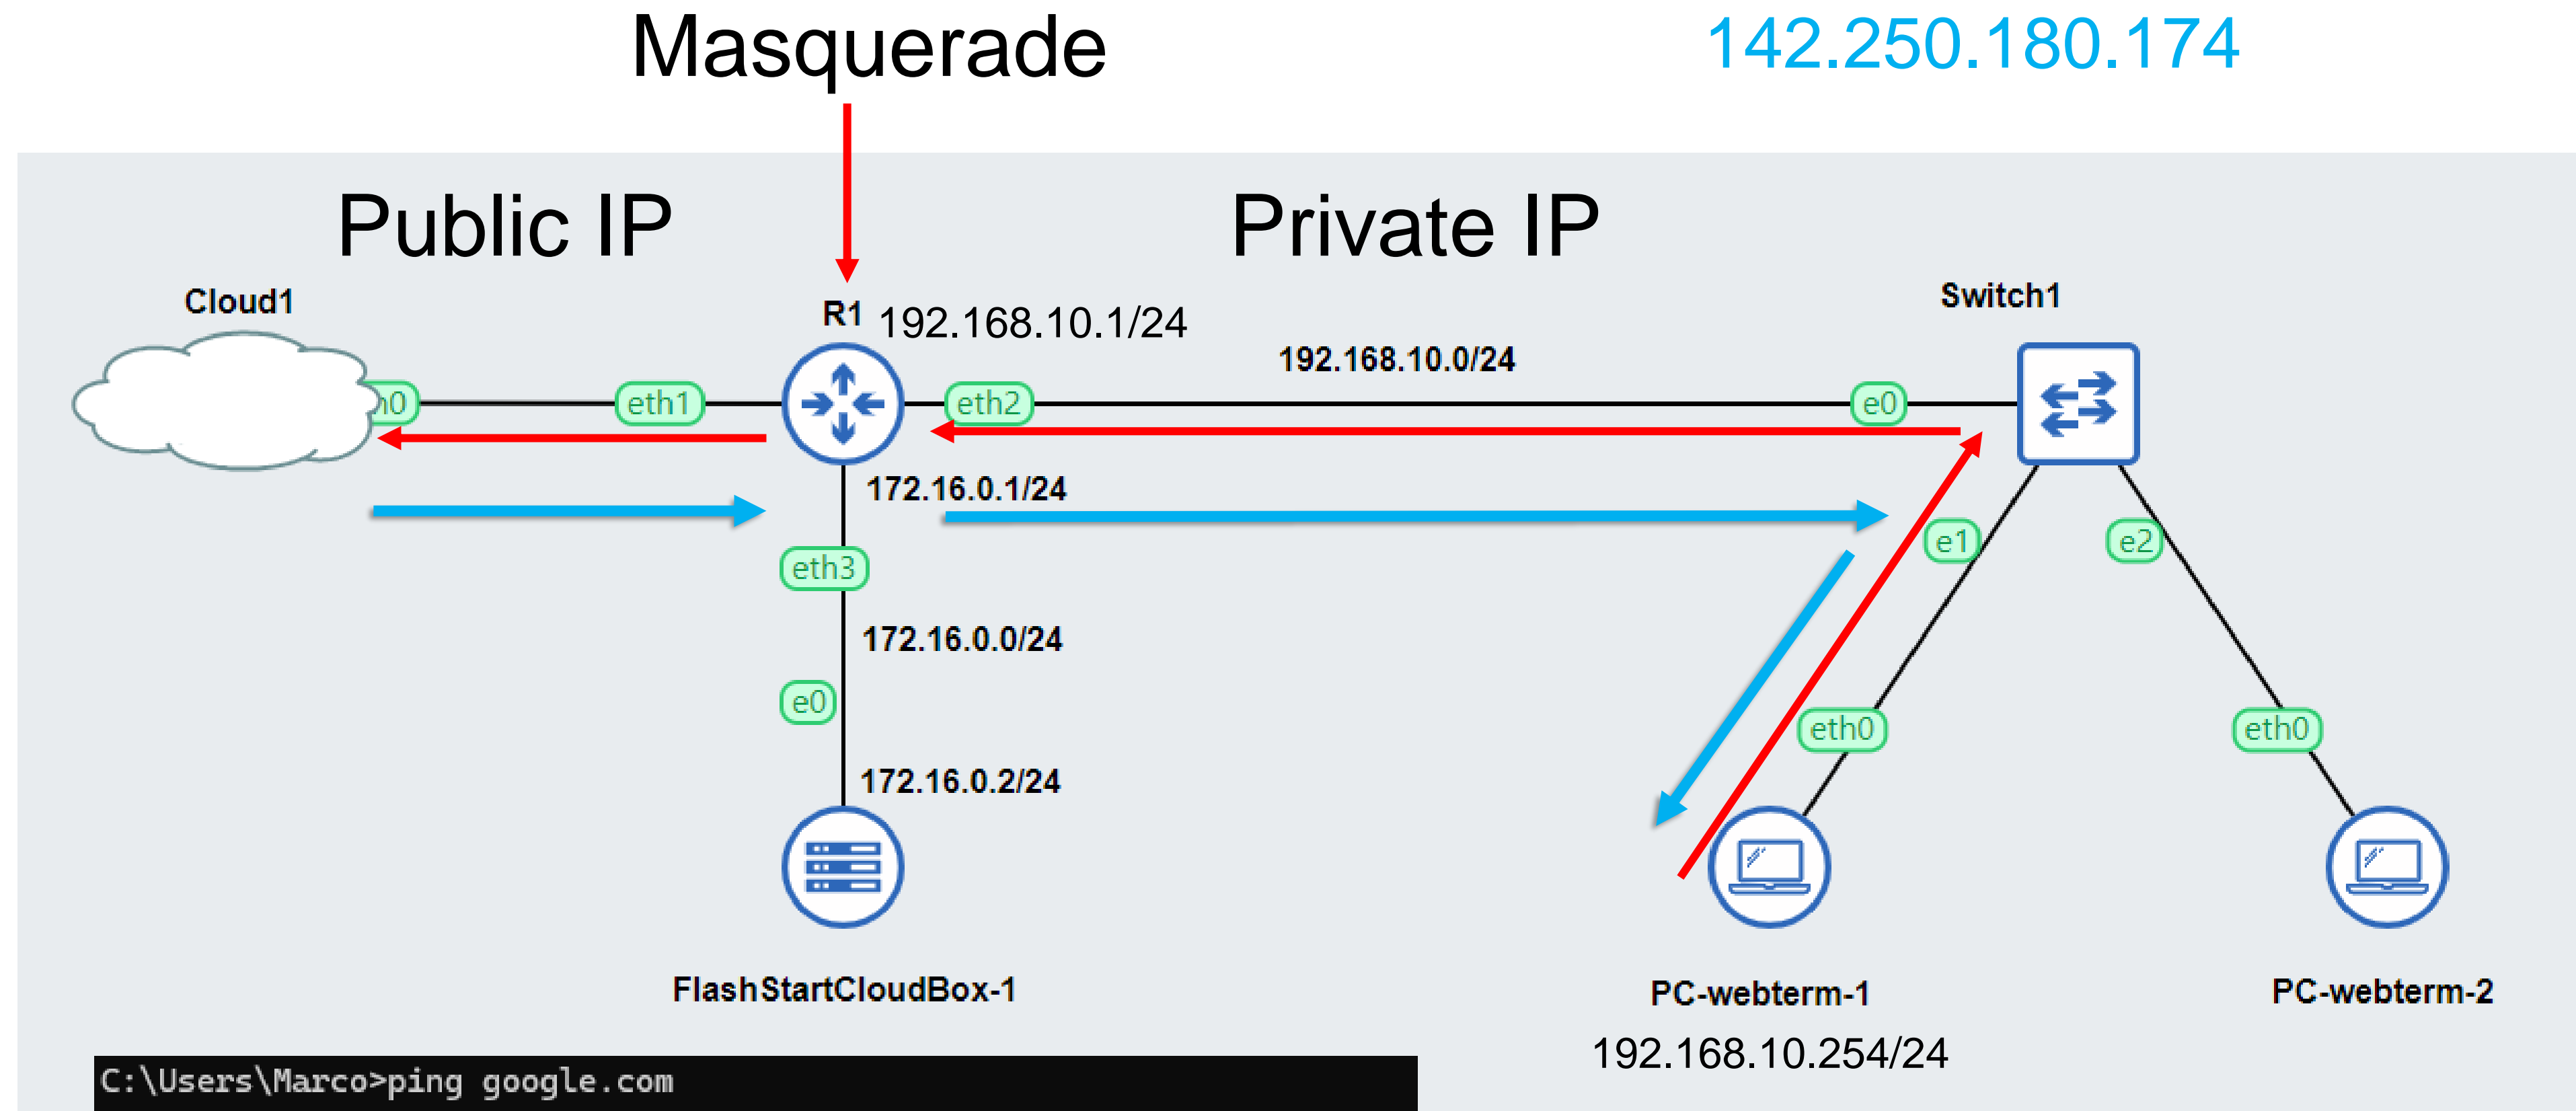 Masquerade
142.250.180.174
Public IP
Private IP
Cloud1
R1
192.168.10.1/24
Switch1
192.168.10.0/24
h0
eth1
eth2
e0
172.16.0.1/24
eth3
e1
e2
172.16.0.0/24
e0
eth0
eth0
172.16.0.2/24
FlashStartCloudBox-1
PC-webterm-1
PC-webterm-2
192.168.10.254/24
C:\Users\Marco>ping google.com